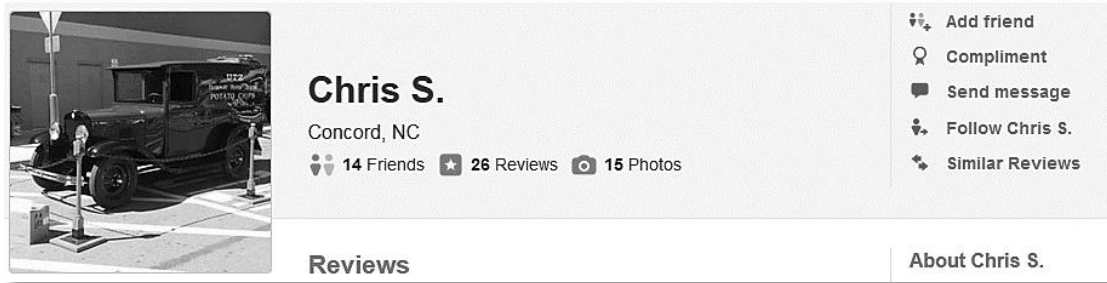 UTZ
POTATO CHIPS
Chris S.
Concord, NC
14 Friends 26 Reviews 15 Photos
Add friend
Compliment
Send message
Follow Chris S.
Similar Reviews
Reviews
About Chris S.